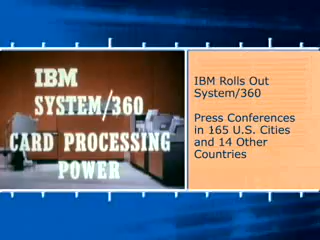 IBM
SYSTEM/360
CARD PROCESSING
POWER
IBM Rolls Out
System/360
Press Conferences
in 165 U.S. Cities
and 14 Other
Countries